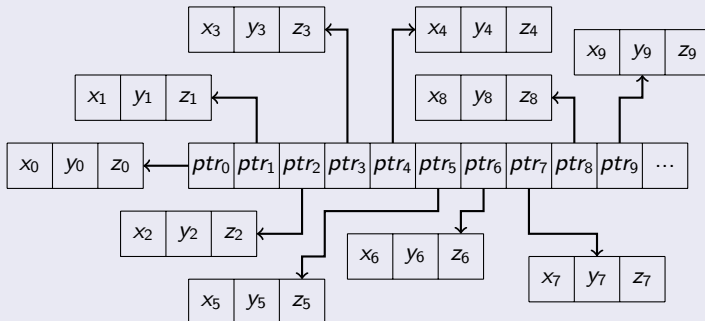 x₃ y₃ z₃
x₄ y₄ z₄
x₉ y₉ z₉
x₁ y₁ z₁
x₈ y₈ z₈
x₀ y₀ z₀
ptr₀ ptr₁ ptr₂ ptr₃ ptr₄ ptr₅ ptr₆ ptr₇ ptr₈ ptr₉ ...
x₂ y₂ z₂
x₆ y₆ z₆
x₇ y₇ z₇
x₅ y₅ z₅